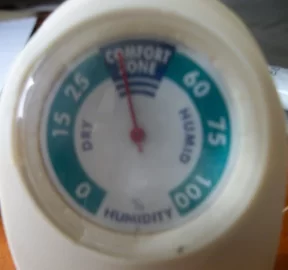 COMFORT
ZONE
0
15
25
60
75
100
DRY
HUMID
%
HUMIDITY